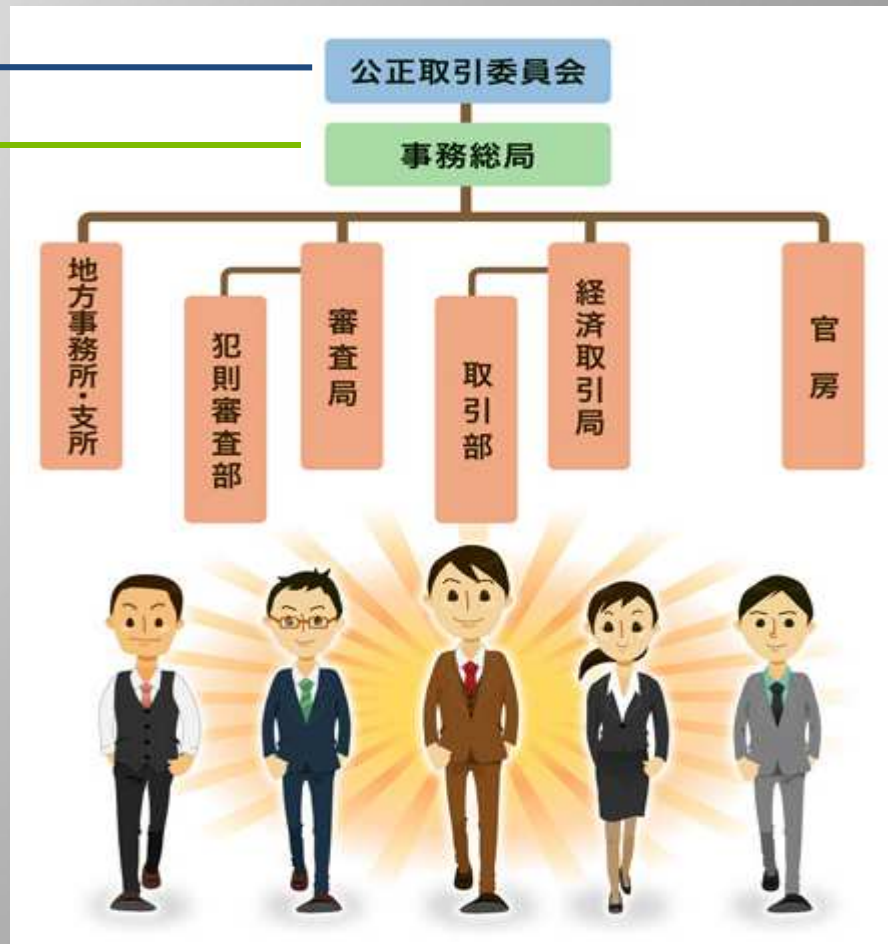 公正取引委員会
事務総局
地方事務所・支所
犯則審査部
審査局
取引部
経済取引局
官房